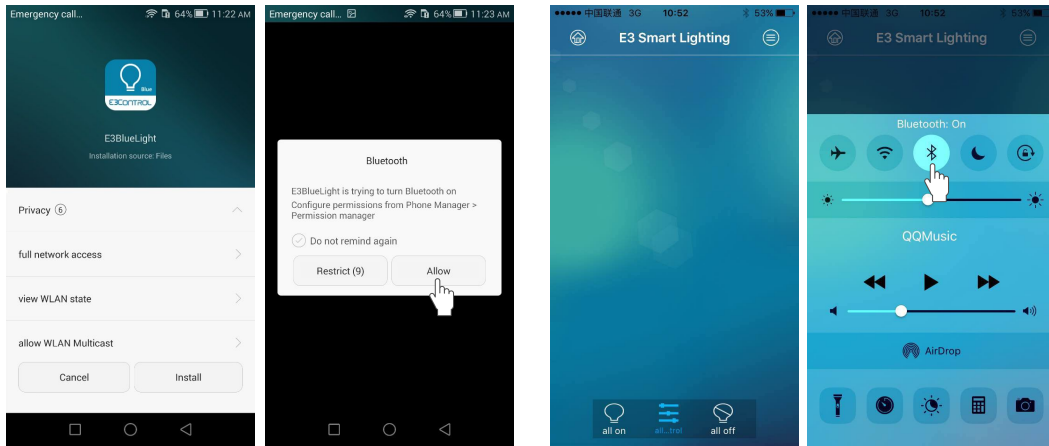 Emergency call...
64%
11:22 AM
Blue
E3CONTROL
E3BlueLight
Installation source: Files
Privacy 6
full network access
view WLAN state
allow WLAN Multicast
Cancel
Install
Emergency call...
64%
11:23 AM
Bluetooth
E3BlueLight is trying to turn Bluetooth on
Configure permissions from Phone Manager >
Permission manager
Do not remind again
Restrict (9)
Allow
中国联通 3G 10:52 53%
E3 Smart Lighting
all on
all...trol
all off
中国联通 3G 10:52 53%
E3 Smart Lighting
Bluetooth: On
QQMusic
AirDrop